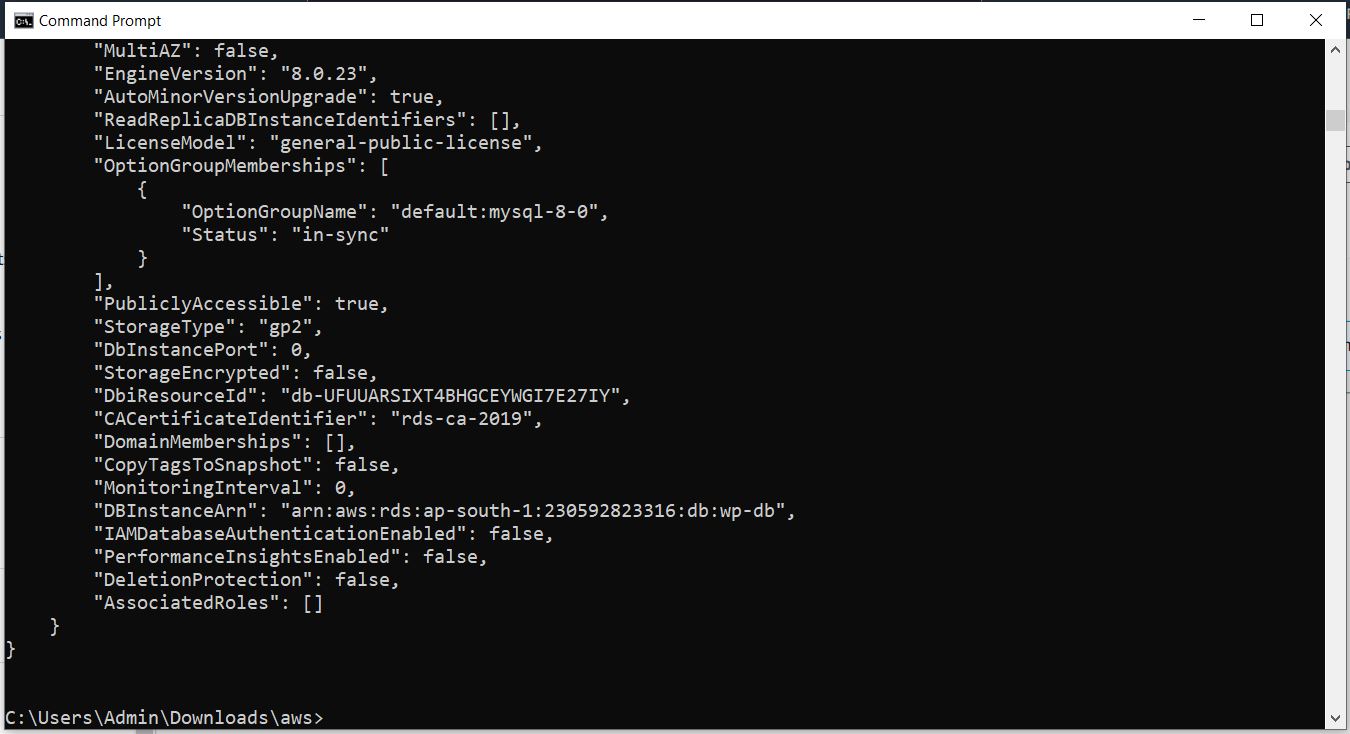 Command Prompt
"MultiAZ": false,
"EngineVersion": "8.0.23",
"AutoMinorVersionUpgrade": true,
"ReadReplicaDBInstanceIdentifiers": [],
"LicenseModel": "general-public-license",
"OptionGroupMemberships": [
{
"OptionGroupName": "default:mysql-8-0",
"Status": "in-sync"
}
],
"PubliclyAccessible": true,
"StorageType": "gp2",
"DbInstancePort": 0,
"StorageEncrypted": false,
"DbiResourceId": "db-UFUUARSIXT4BHGCEYWGI7E27IY",
"CACertificateIdentifier": "rds-ca-2019",
"DomainMemberships": [],
"CopyTagsToSnapshot": false,
"MonitoringInterval": 0,
"DBInstanceArn": "arn:aws:rds:ap-south-1:230592823316:db:wp-db",
"IAMDatabaseAuthenticationEnabled": false,
"PerformanceInsightsEnabled": false,
"DeletionProtection": false,
"AssociatedRoles": []
}
}
C:\Users\Admin\Downloads\aws>